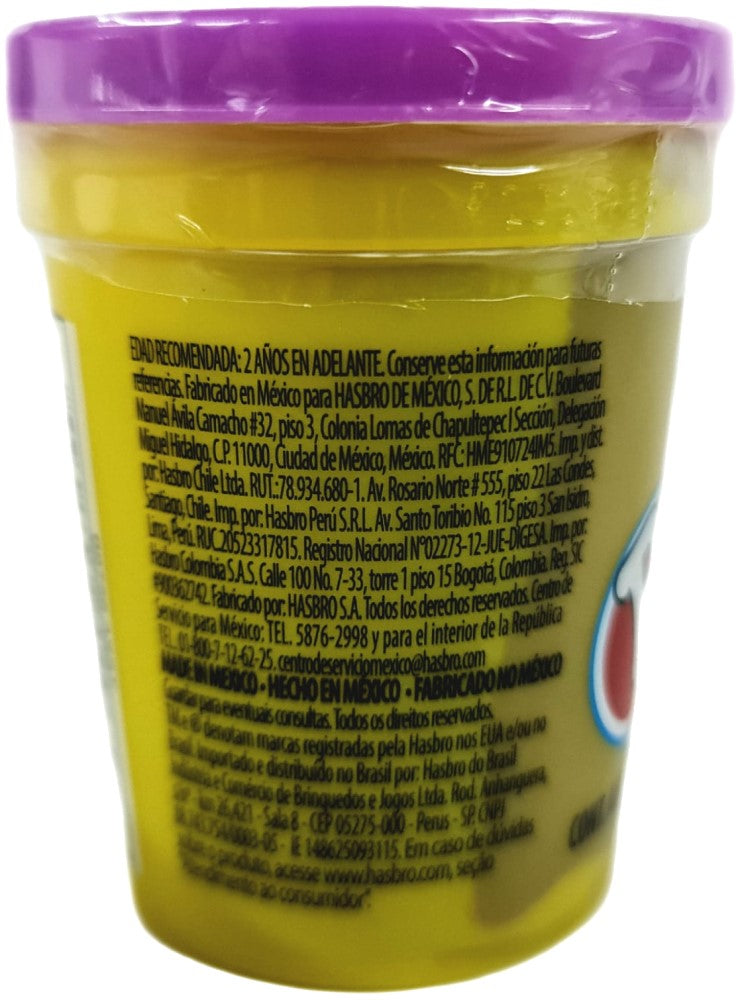 EDAD RECOMENDADA: 2 AÑOS EN ADELANTE. Conserve esta información para futuras
referencias. Fabricado en México para HASBRO DE MÉXICO, S. DE R.L. DE C.V. Boulevard
Manuel Ávila Camacho #32, piso 3, Colonia Lomas de Chapultepec I Sección, Delegación
Miguel Hidalgo, C.P. 11000, Ciudad de México, México. RFC: HME910724IM5. Imp. y dist.
por: Hasbro Chile Ltda. RUT.:78.934.680-1. Av. Rosario Norte # 555, piso 22 Las Condes,
Santiago, Chile. Imp. por: Hasbro Perú S.R.L. Av. Santo Toribio No. 115 piso 3 San Isidro,
Lima, Perú. RUC20523317815. Registro Nacional N°02273-12-JUE-DIGESA. Imp. por:
Hasbro Colombia S.A.S. Calle 100 No. 7-33, torre 1 piso 15 Bogotá, Colombia. Reg. SIC
#900362742. Fabricado por: HASBRO S.A. Todos los derechos reservados. Centro de
Servicio para México: TEL. 5876-2998 y para el interior de la República
TEL. 01-800-7-12-62-25. centrodeserviciomexico@hasbro.com
MADE IN MEXICO • HECHO EN MÉXICO • FABRICADO NO MÉXICO
Guardar para eventuais consultas. Todos os direitos reservados.
TM e ® denotam marcas registradas pela Hasbro nos EUA e/ou no
Brasil. Importado e distribuído no Brasil por: Hasbro do Brasil
Indústria e Comércio de Brinquedos e Jogos Ltda. Rod. Anhanguera,
km 26,421 - Sala 8 - CEP 05275-000 - Perus - SP. CNPJ
IE 148625093115. Em caso de dúvidas
sobre o produto, acesse www.hasbro.com, seção
"Atendimento ao consumidor".